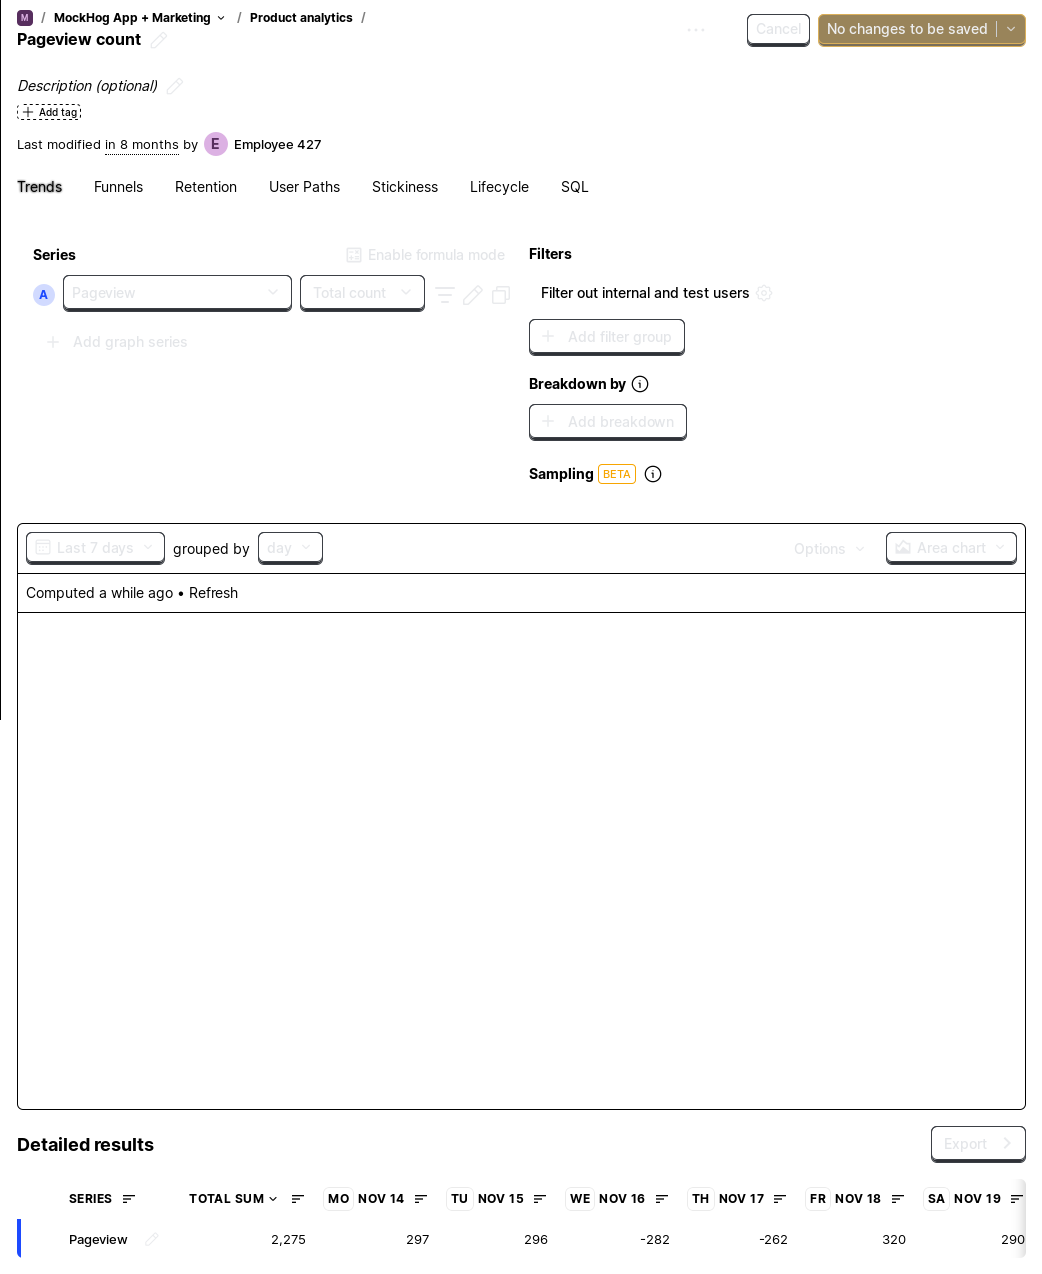 M / MockHog App + Marketing / Product analytics /
Pageview count
Cancel
No changes to be saved
Description (optional)
Add tag
Last modified in 8 months by E Employee 427
Trends Funnels Retention User Paths Stickiness Lifecycle SQL
Series
Enable formula mode
A Pageview Total count
Add graph series
Filters
Filter out internal and test users
Add filter group
Breakdown by
Add breakdown
Sampling BETA
Last 7 days grouped by day Options Area chart
Computed a while ago • Refresh
Detailed results
Export
SERIES TOTAL SUM MO NOV 14 TU NOV 15 WE NOV 16 TH NOV 17 FR NOV 18 SA NOV 19
Pageview 2,275 297 296 -282 -262 320 290